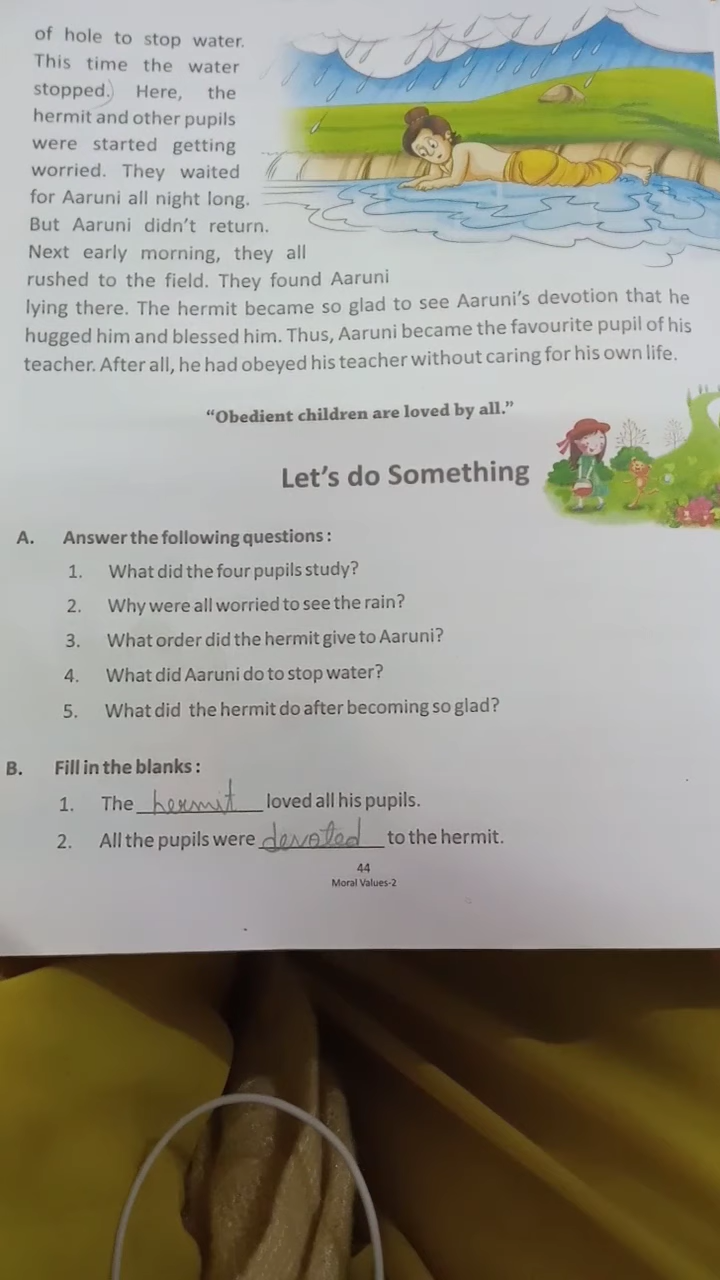 of hole to stop water.
This time the water
stopped. Here, the
hermit and other pupils
were started getting
worried. They waited
for Aaruni all night long.
But Aaruni didn't return.
Next early morning, they all
rushed to the field. They found Aaruni
lying there. The hermit became so glad to see Aaruni's devotion that he
hugged him and blessed him. Thus, Aaruni became the favourite pupil of his
teacher. After all, he had obeyed his teacher without caring for his own life.
"Obedient children are loved by all."
Let's do Something
A. Answer the following questions :
1. What did the four pupils study?
2. Why were all worried to see the rain?
3. What order did the hermit give to Aaruni?
4. What did Aaruni do to stop water?
5. What did the hermit do after becoming so glad?
B. Fill in the blanks :
1. The hermit loved all his pupils.
2. All the pupils were devoted to the hermit.
44
Moral Values-2